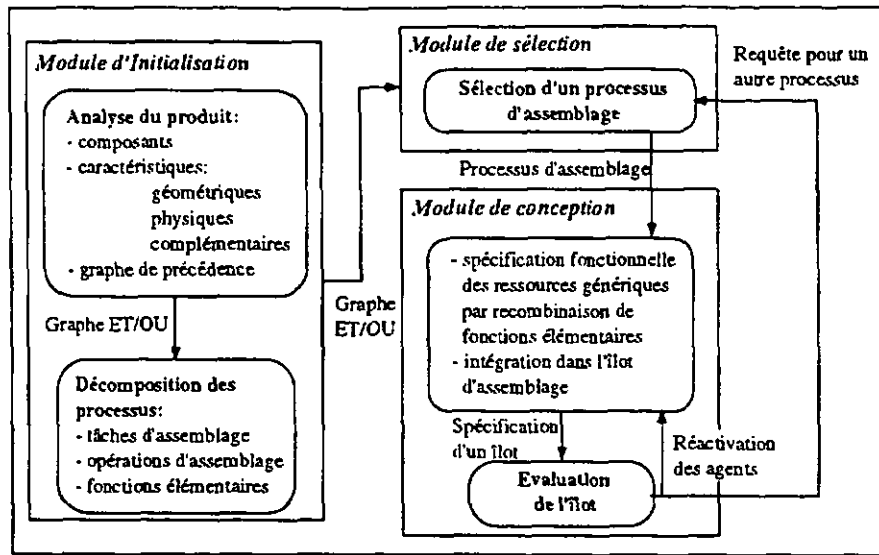 Module d'Initialisation
Analyse du produit:
- composants
- caractéristiques:
géométriques
physiques
complémentaires
- graphe de précédence
Graphe ET/OU
Décomposition des
processus:
- tâches d'assemblage
- opérations d'assemblage
- fonctions élémentaires
Graphe
ET/OU
Module de sélection
Sélection d'un processus
d'assemblage
Requête pour un
autre processus
Processus d'assemblage
Module de conception
- spécification fonctionnelle
des ressources génériques
par recombinaison de
fonctions élémentaires
- intégration dans l'îlot
d'assemblage
Spécification
d'un îlot
Réactivation
des agents
Evaluation
de l'îlot